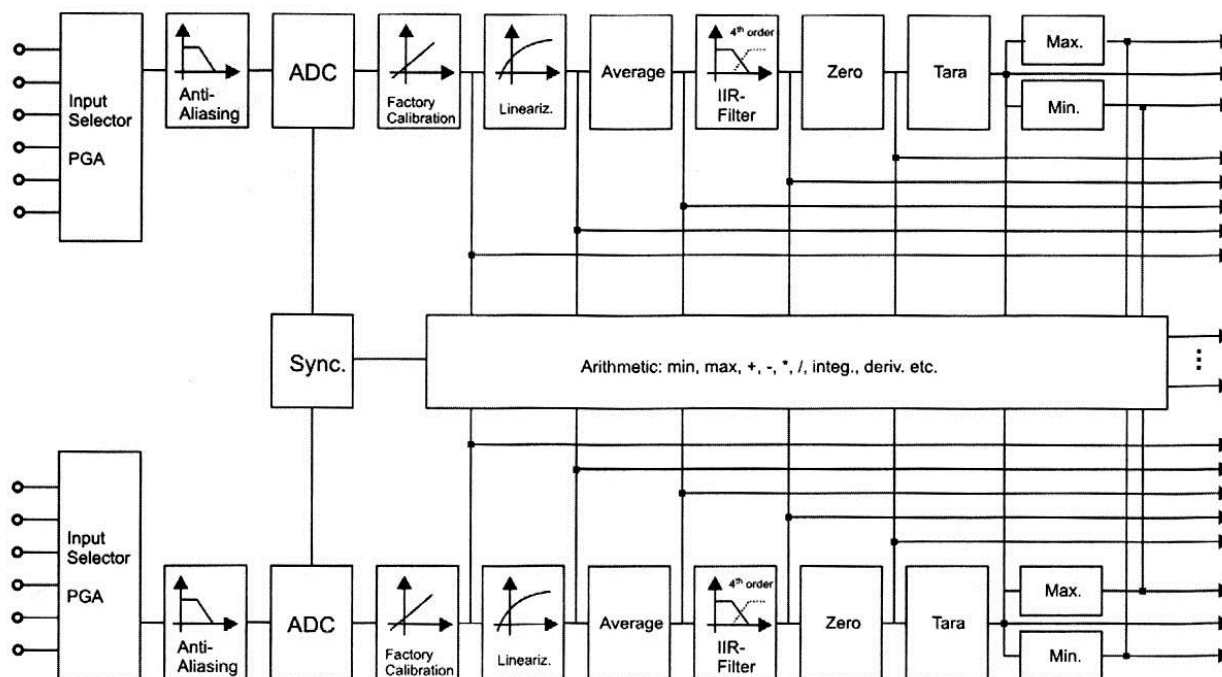 Input
Selector
PGA
Anti-
Aliasing
ADC
Factory
Calibration
Lineariz.
Average
4th order
IIR-
Filter
Zero
Tara
Max.
Min.
Sync.
Arithmetic: min, max, +, -, *, /, integ., deriv. etc.
Input
Selector
PGA
Anti-
Aliasing
ADC
Factory
Calibration
Lineariz.
Average
4th order
IIR-
Filter
Zero
Tara
Max.
Min.